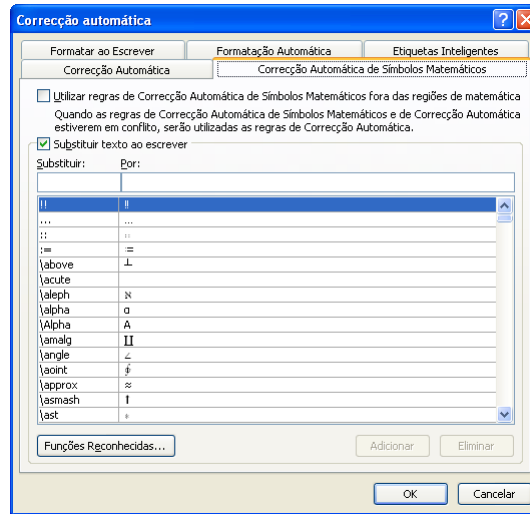 Correcção automática
Formatar ao Escrever Formatação Automática Etiquetas Inteligentes
Correcção Automática Correcção Automática de Símbolos Matemáticos
Utilizar regras de Correcção Automática de Símbolos Matemáticos fora das regiões de matemática
Quando as regras de Correcção Automática de Símbolos Matemáticos e de Correcção Automática
estiverem em conflito, serão utilizadas as regras de Correcção Automática.
Substituir texto ao escrever
Substituir: Por:
!! ‼
... …
:: ∷
:= ≔
\above ┴
\acute
\aleph ℵ
\alpha α
\Alpha Α
\amalg ∐
\angle ∠
\aoint ∳
\approx ≈
\asmash ⬆
\ast ∗
Funções Reconhecidas... Adicionar Eliminar
OK Cancelar